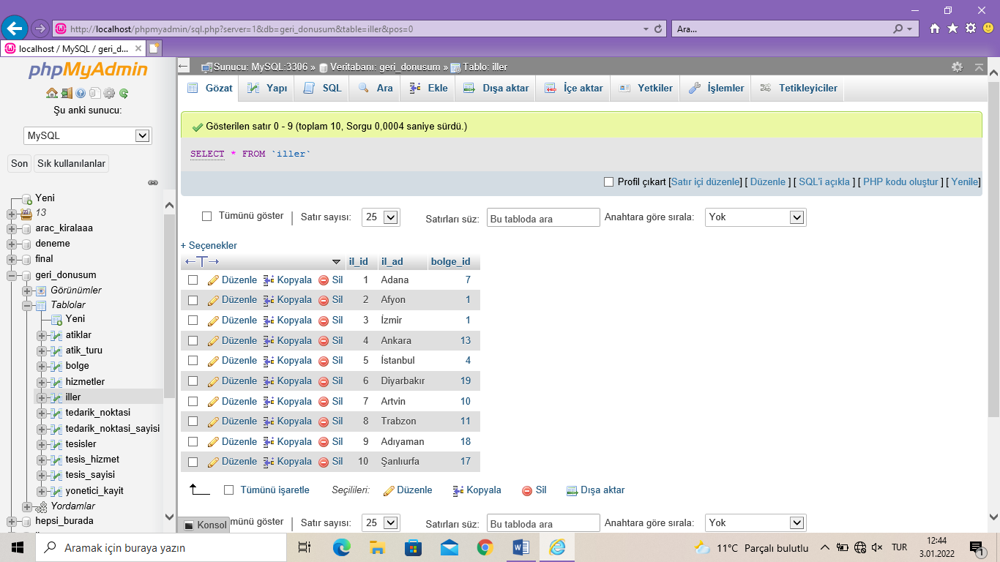 http://localhost/phpmyadmin/sql.php?server=1&db=geri_donusum&table=iller&pos=0
Ara...
localhost / MySQL / geri_d...
phpMyAdmin
Şu anki sunucu:
MySQL
Son Sık kullanılanlar
Yeni
13
arac_kiralaaa
deneme
final
geri_donusum
Görünümler
Tablolar
Yeni
atiklar
atik_turu
bolge
hizmetler
iller
tedarik_noktasi
tedarik_noktasi_sayisi
tesisler
tesis_hizmet
tesis_sayisi
yonetici_kayit
Yordamlar
hepsi_burada
Sunucu: MySQL:3306 » Veritabanı: geri_donusum » Tablo: iller
Gözat Yapı SQL Ara Ekle Dışa aktar İçe aktar Yetkiler İşlemler Tetikleyiciler
Gösterilen satır 0 - 9 (toplam 10, Sorgu 0,0004 saniye sürdü.)
SELECT * FROM `iller`
Profil çıkart [Satır içi düzenle] [ Düzenle ] [ SQL'i açıkla ] [ PHP kodu oluştur ] [ Yenile]
Tümünü göster | Satır sayısı: 25 Satırları süz: Bu tabloda ara Anahtara göre sırala: Yok
+ Seçenekler
←T→ il_id il_ad bolge_id
Düzenle Kopyala Sil 1 Adana 7
Düzenle Kopyala Sil 2 Afyon 1
Düzenle Kopyala Sil 3 İzmir 1
Düzenle Kopyala Sil 4 Ankara 13
Düzenle Kopyala Sil 5 İstanbul 4
Düzenle Kopyala Sil 6 Diyarbakır 19
Düzenle Kopyala Sil 7 Artvin 10
Düzenle Kopyala Sil 8 Trabzon 11
Düzenle Kopyala Sil 9 Adıyaman 18
Düzenle Kopyala Sil 10 Şanlıurfa 17
Tümünü işaretle Seçilileri: Düzenle Kopyala Sil Dışa aktar
Konsol münü göster | Satır sayısı: 25 Satırları süz: Bu tabloda ara Anahtara göre sırala: Yok
Aramak için buraya yazın
11°C Parçalı bulutlu
TUR
12:44
3.01.2022
1